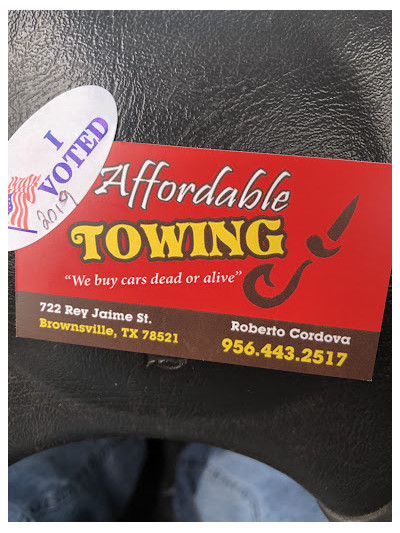 I
VOTED
2019
Affordable
TOWING
"We buy cars dead or alive"
722 Rey Jaime St.
Brownsville, TX 78521
Roberto Cordova
956.443.2517